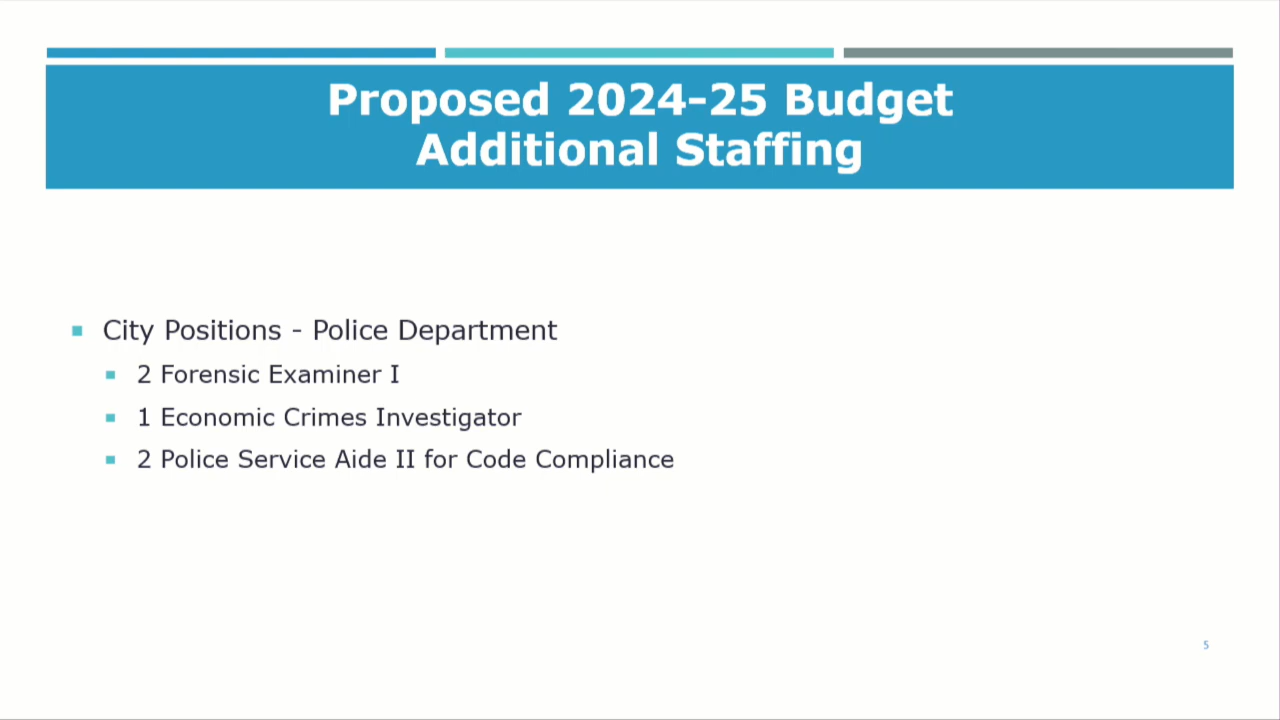 Proposed 2024-25 Budget
Additional Staffing
City Positions - Police Department
2 Forensic Examiner I
1 Economic Crimes Investigator
2 Police Service Aide II for Code Compliance
5